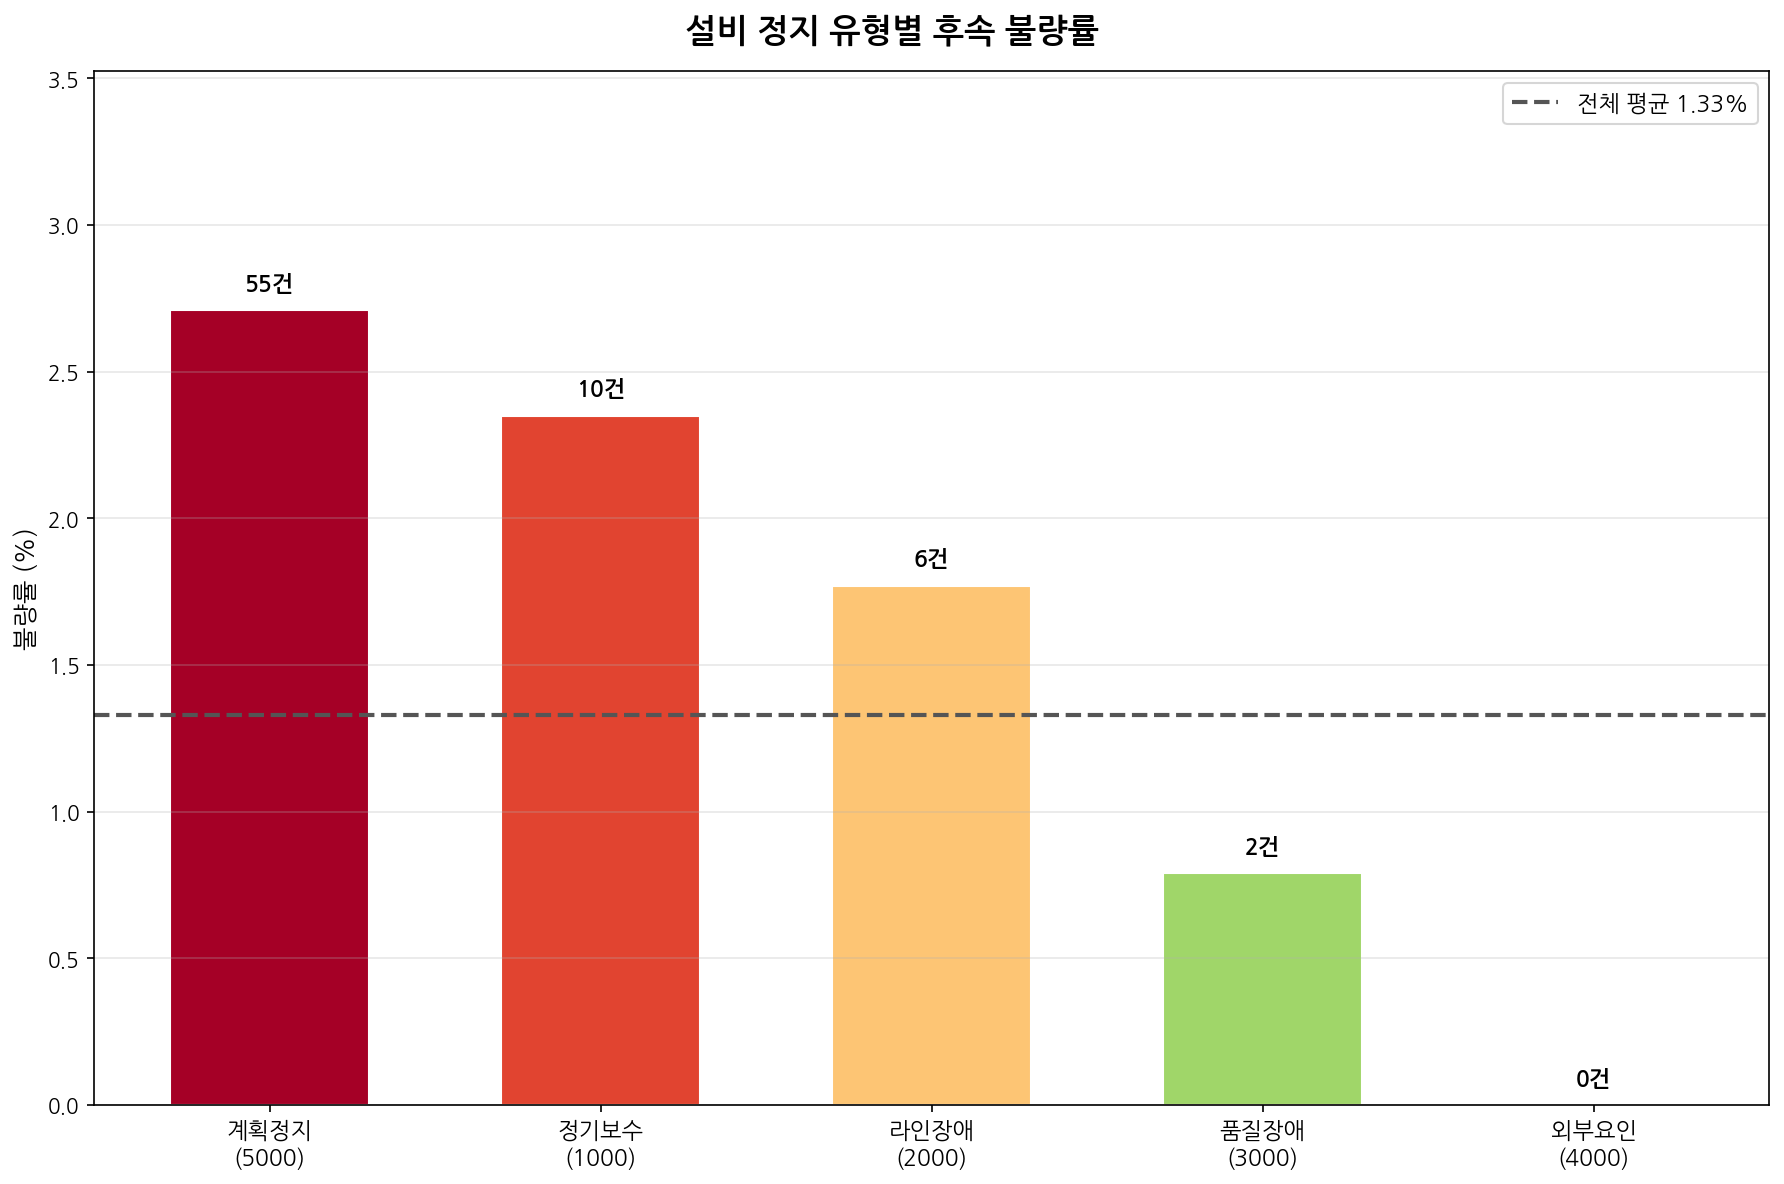 설비 정지 유형별 후속 불량률
전체 평균 1.33%
불량률 (%)
3.5
3.0
2.5
2.0
1.5
1.0
0.5
0.0
55건
10건
6건
2건
0건
계획정지
(5000)
정기보수
(1000)
라인장애
(2000)
품질장애
(3000)
외부요인
(4000)